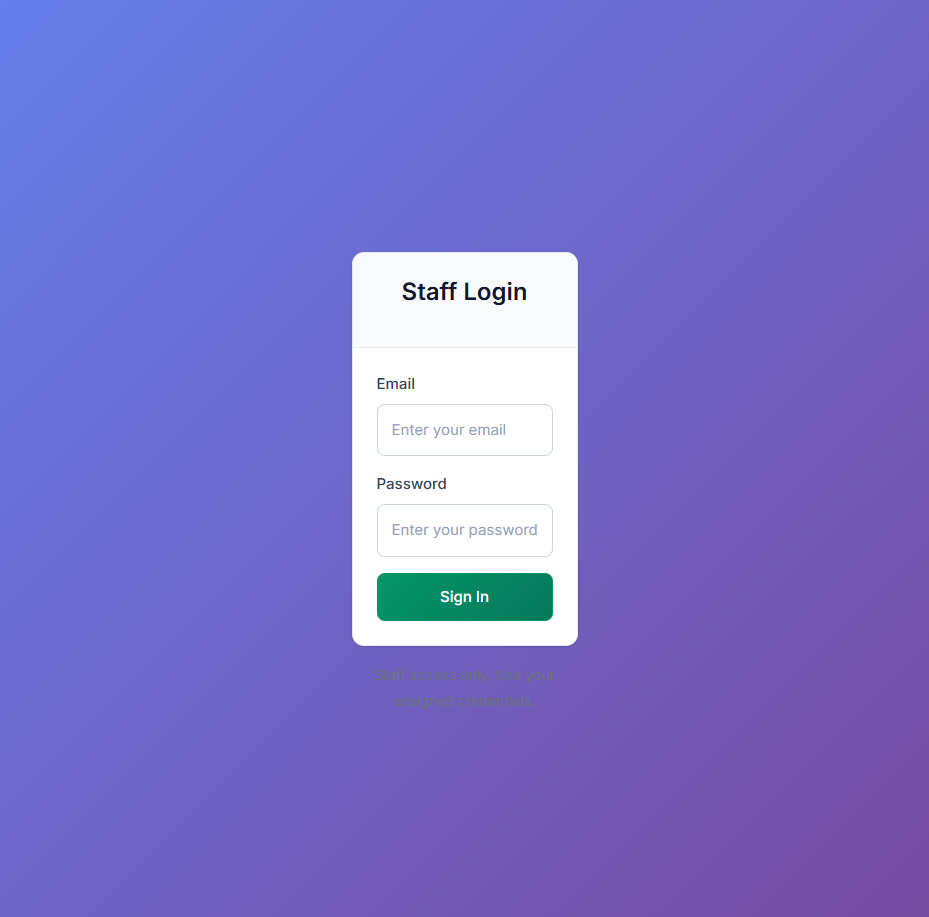 Staff Login
Email
Enter your email
Password
Enter your password
Sign In
Staff access only. Use your
assigned credentials.